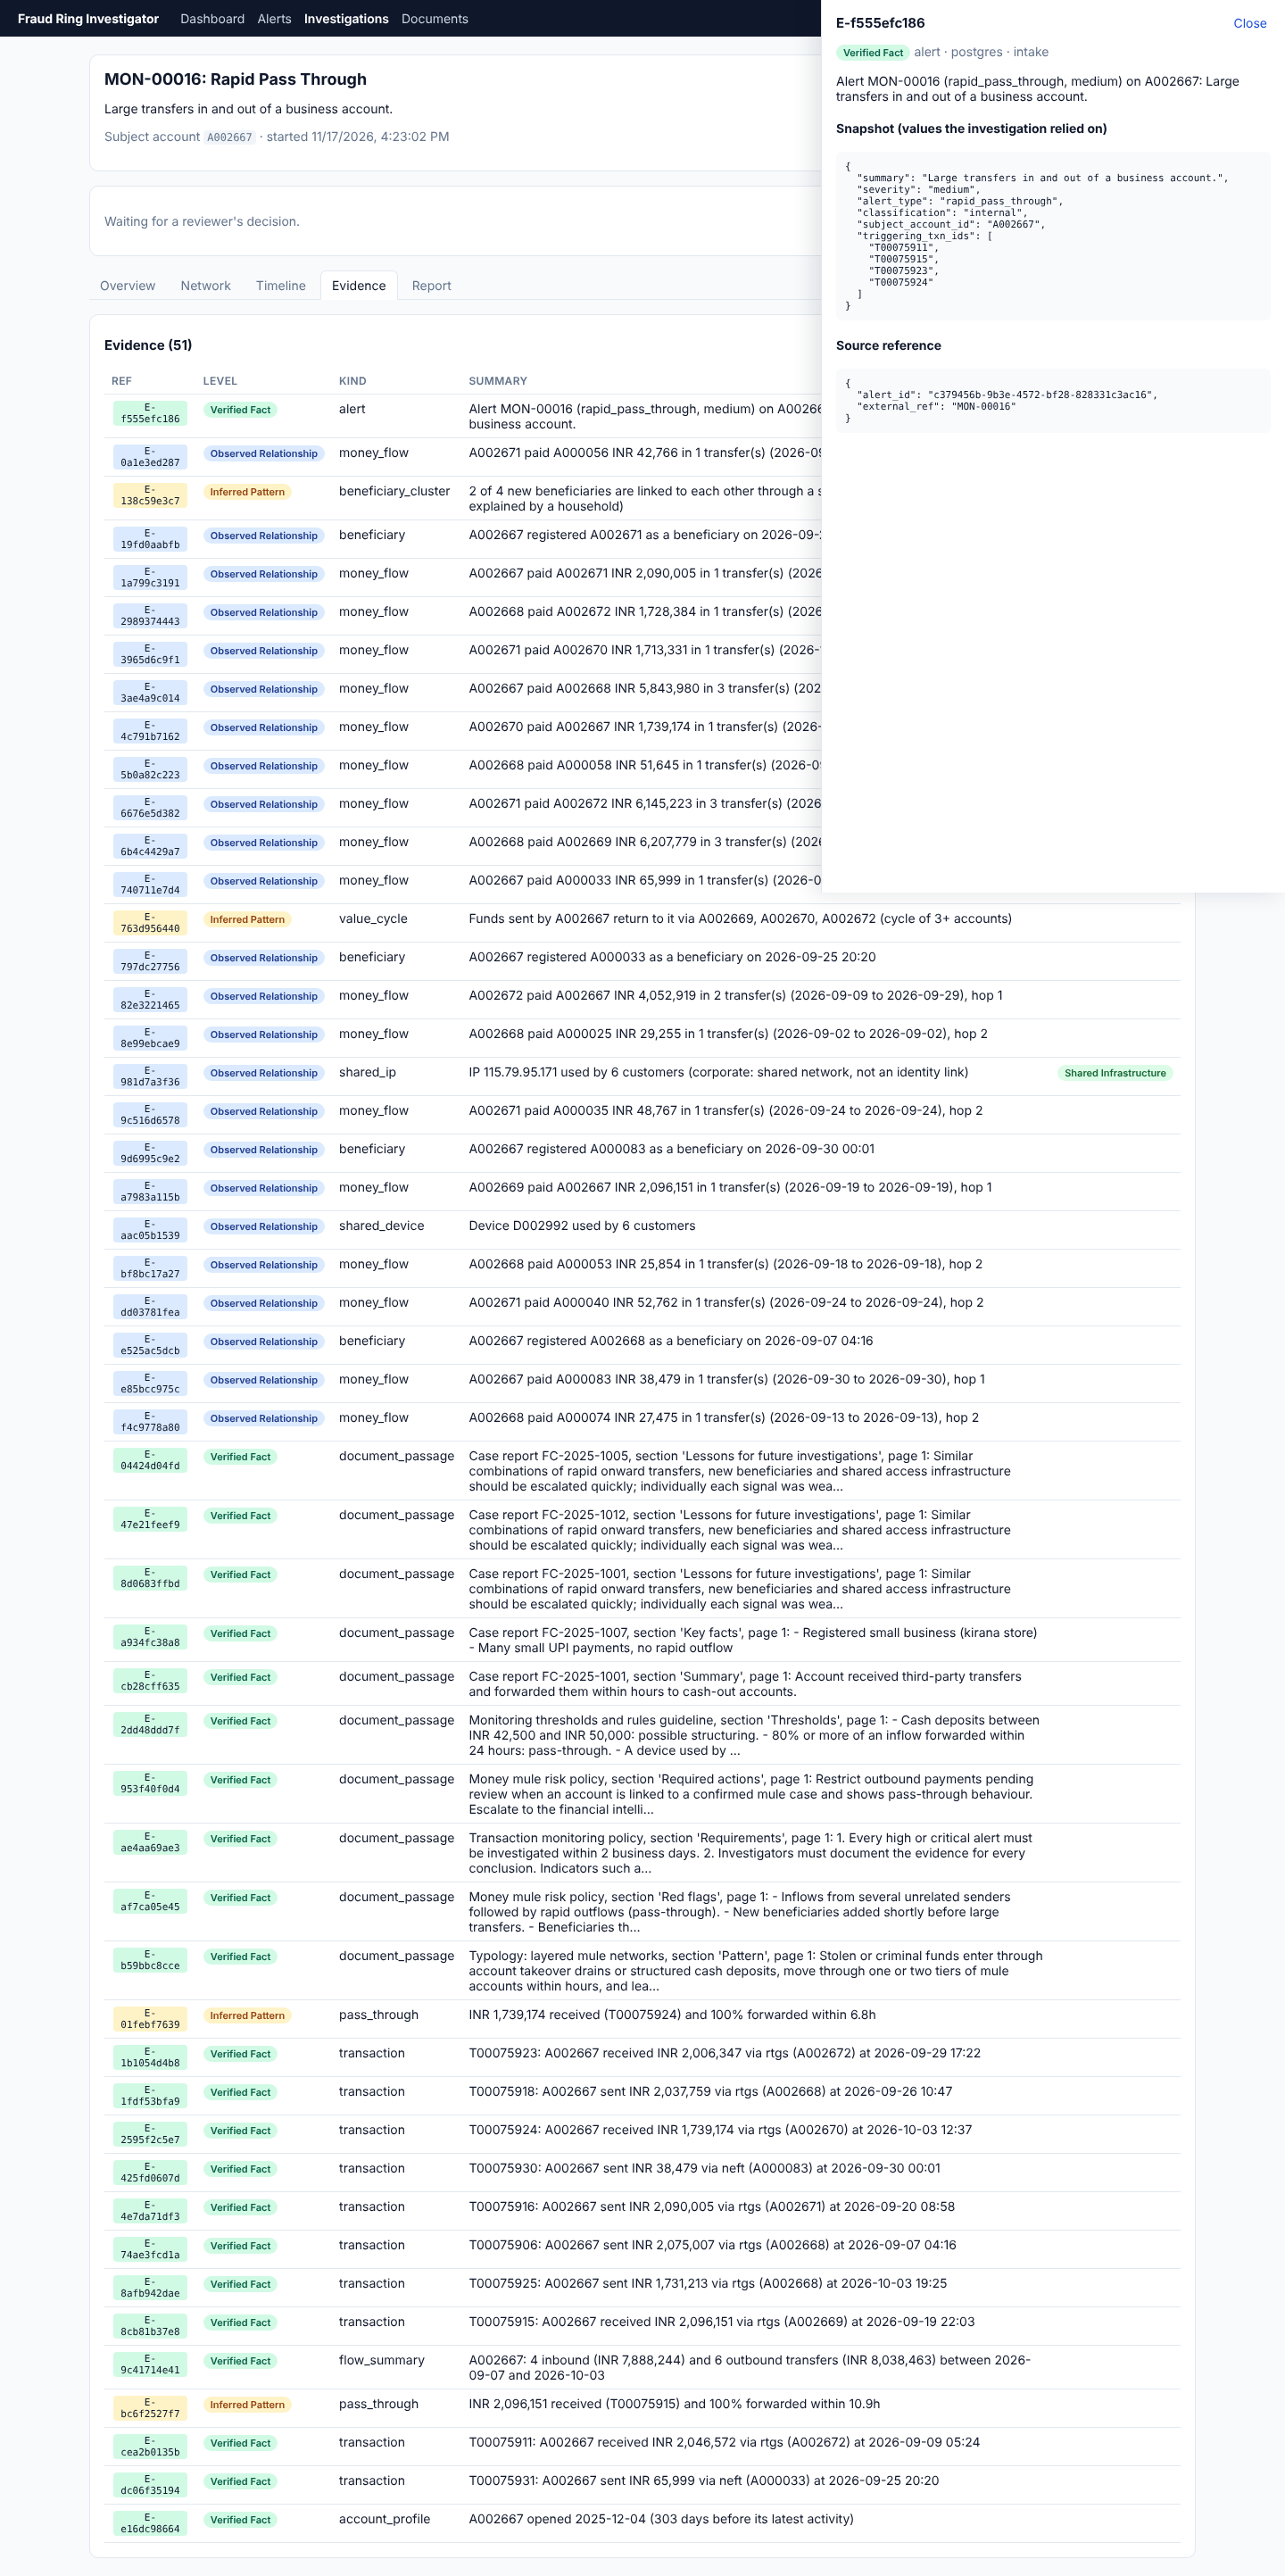 Fraud Ring Investigator Dashboard Alerts Investigations Documents
MON-00016: Rapid Pass Through
Large transfers in and out of a business account.
Subject account A002667 · started 11/17/2026, 4:23:02 PM
Waiting for a reviewer's decision.
Overview Network Timeline Evidence Report
Evidence (51)
REF LEVEL KIND SUMMARY
E-f555efc186 Verified Fact alert Alert MON-00016 (rapid_pass_through, medium) on A00266
business account.
E-0a1e3ed287 Observed Relationship money_flow A002671 paid A000056 INR 42,766 in 1 transfer(s) (2026-09
E-138c59e3c7 Inferred Pattern beneficiary_cluster 2 of 4 new beneficiaries are linked to each other through a s
explained by a household)
E-19fd0aabfb Observed Relationship beneficiary A002667 registered A002671 as a beneficiary on 2026-09-
E-1a799c3191 Observed Relationship money_flow A002667 paid A002671 INR 2,090,005 in 1 transfer(s) (2026
E-2989374443 Observed Relationship money_flow A002668 paid A002672 INR 1,728,384 in 1 transfer(s) (2026
E-3965d6c9f1 Observed Relationship money_flow A002671 paid A002670 INR 1,713,331 in 1 transfer(s) (2026-
E-3ae4a9c014 Observed Relationship money_flow A002667 paid A002668 INR 5,843,980 in 3 transfer(s) (202
E-4c791b7162 Observed Relationship money_flow A002670 paid A002667 INR 1,739,174 in 1 transfer(s) (2026-
E-5b0a82c223 Observed Relationship money_flow A002668 paid A000058 INR 51,645 in 1 transfer(s) (2026-0
E-6676e5d382 Observed Relationship money_flow A002671 paid A002672 INR 6,145,223 in 3 transfer(s) (2026
E-6b4c4429a7 Observed Relationship money_flow A002668 paid A002669 INR 6,207,779 in 3 transfer(s) (202
E-740711e7d4 Observed Relationship money_flow A002667 paid A000033 INR 65,999 in 1 transfer(s) (2026-0
E-763d956440 Inferred Pattern value_cycle Funds sent by A002667 return to it via A002669, A002670, A002672 (cycle of 3+ accounts)
E-797dc27756 Observed Relationship beneficiary A002667 registered A000033 as a beneficiary on 2026-09-25 20:20
E-82e3221465 Observed Relationship money_flow A002672 paid A002667 INR 4,052,919 in 2 transfer(s) (2026-09-09 to 2026-09-29), hop 1
E-8e99ebcae9 Observed Relationship money_flow A002668 paid A000025 INR 29,255 in 1 transfer(s) (2026-09-02 to 2026-09-02), hop 2
E-981d7a3f36 Observed Relationship shared_ip IP 115.79.95.171 used by 6 customers (corporate: shared network, not an identity link) Shared Infrastructure
E-9c516d6578 Observed Relationship money_flow A002671 paid A000035 INR 48,767 in 1 transfer(s) (2026-09-24 to 2026-09-24), hop 2
E-9d6995c9e2 Observed Relationship beneficiary A002667 registered A000083 as a beneficiary on 2026-09-30 00:01
E-a7983a115b Observed Relationship money_flow A002669 paid A002667 INR 2,096,151 in 1 transfer(s) (2026-09-19 to 2026-09-19), hop 1
E-aac05b1539 Observed Relationship shared_device Device D002992 used by 6 customers
E-bf8bc17a27 Observed Relationship money_flow A002668 paid A000053 INR 25,854 in 1 transfer(s) (2026-09-18 to 2026-09-18), hop 2
E-dd03781fea Observed Relationship money_flow A002671 paid A000040 INR 52,762 in 1 transfer(s) (2026-09-24 to 2026-09-24), hop 2
E-e525ac5dcb Observed Relationship beneficiary A002667 registered A002668 as a beneficiary on 2026-09-07 04:16
E-e85bcc975c Observed Relationship money_flow A002667 paid A000083 INR 38,479 in 1 transfer(s) (2026-09-30 to 2026-09-30), hop 1
E-f4c9778a80 Observed Relationship money_flow A002668 paid A000074 INR 27,475 in 1 transfer(s) (2026-09-13 to 2026-09-13), hop 2
E-04424d04fd Verified Fact document_passage Case report FC-2025-1005, section 'Lessons for future investigations', page 1: Similar
combinations of rapid onward transfers, new beneficiaries and shared access infrastructure
should be escalated quickly; individually each signal was wea...
E-47e21feef9 Verified Fact document_passage Case report FC-2025-1012, section 'Lessons for future investigations', page 1: Similar
combinations of rapid onward transfers, new beneficiaries and shared access infrastructure
should be escalated quickly; individually each signal was wea...
E-8d0683ffbd Verified Fact document_passage Case report FC-2025-1001, section 'Lessons for future investigations', page 1: Similar
combinations of rapid onward transfers, new beneficiaries and shared access infrastructure
should be escalated quickly; individually each signal was wea...
E-a934fc38a8 Verified Fact document_passage Case report FC-2025-1007, section 'Key facts', page 1: - Registered small business (kirana store)
- Many small UPI payments, no rapid outflow
E-cb28cff635 Verified Fact document_passage Case report FC-2025-1001, section 'Summary', page 1: Account received third-party transfers
and forwarded them within hours to cash-out accounts.
E-2dd48ddd7f Verified Fact document_passage Monitoring thresholds and rules guideline, section 'Thresholds', page 1: - Cash deposits between
INR 42,500 and INR 50,000: possible structuring. - 80% or more of an inflow forwarded within
24 hours: pass-through. - A device used by ...
E-953f40f0d4 Verified Fact document_passage Money mule risk policy, section 'Required actions', page 1: Restrict outbound payments pending
review when an account is linked to a confirmed mule case and shows pass-through behaviour.
Escalate to the financial intelli...
E-ae4aa69ae3 Verified Fact document_passage Transaction monitoring policy, section 'Requirements', page 1: 1. Every high or critical alert must
be investigated within 2 business days. 2. Investigators must document the evidence for every
conclusion. Indicators such a...
E-af7ca05e45 Verified Fact document_passage Money mule risk policy, section 'Red flags', page 1: - Inflows from several unrelated senders
followed by rapid outflows (pass-through). - New beneficiaries added shortly before large
transfers. - Beneficiaries th...
E-b59bbc8cce Verified Fact document_passage Typology: layered mule networks, section 'Pattern', page 1: Stolen or criminal funds enter through
account takeover drains or structured cash deposits, move through one or two tiers of mule
accounts within hours, and lea...
E-01febf7639 Inferred Pattern pass_through INR 1,739,174 received (T00075924) and 100% forwarded within 6.8h
E-1b1054d4b8 Verified Fact transaction T00075923: A002667 received INR 2,006,347 via rtgs (A002672) at 2026-09-29 17:22
E-1fdf53bfa9 Verified Fact transaction T00075918: A002667 sent INR 2,037,759 via rtgs (A002668) at 2026-09-26 10:47
E-2595f2c5e7 Verified Fact transaction T00075924: A002667 received INR 1,739,174 via rtgs (A002670) at 2026-10-03 12:37
E-425fd0607d Verified Fact transaction T00075930: A002667 sent INR 38,479 via neft (A000083) at 2026-09-30 00:01
E-4e7da71df3 Verified Fact transaction T00075916: A002667 sent INR 2,090,005 via rtgs (A002671) at 2026-09-20 08:58
E-74ae3fcd1a Verified Fact transaction T00075906: A002667 sent INR 2,075,007 via rtgs (A002668) at 2026-09-07 04:16
E-8afb942dae Verified Fact transaction T00075925: A002667 sent INR 1,731,213 via rtgs (A002668) at 2026-10-03 19:25
E-8cb81b37e8 Verified Fact transaction T00075915: A002667 received INR 2,096,151 via rtgs (A002669) at 2026-09-19 22:03
E-9c41714e41 Verified Fact flow_summary A002667: 4 inbound (INR 7,888,244) and 6 outbound transfers (INR 8,038,463) between 2026-
09-07 and 2026-10-03
E-bc6f2527f7 Inferred Pattern pass_through INR 2,096,151 received (T00075915) and 100% forwarded within 10.9h
E-cea2b0135b Verified Fact transaction T00075911: A002667 received INR 2,046,572 via rtgs (A002672) at 2026-09-09 05:24
E-dc06f35194 Verified Fact transaction T00075931: A002667 sent INR 65,999 via neft (A000033) at 2026-09-25 20:20
E-e16dc98664 Verified Fact account_profile A002667 opened 2025-12-04 (303 days before its latest activity)
E-f555efc186 Close
Verified Fact alert · postgres · intake
Alert MON-00016 (rapid_pass_through, medium) on A002667: Large
transfers in and out of a business account.
Snapshot (values the investigation relied on)
{
"summary": "Large transfers in and out of a business account.",
"severity": "medium",
"alert_type": "rapid_pass_through",
"classification": "internal",
"subject_account_id": "A002667",
"triggering_txn_ids": [
"T00075911",
"T00075915",
"T00075923",
"T00075924"
]
}
Source reference
{
"alert_id": "c379456b-9b3e-4572-bf28-828331c3ac16",
"external_ref": "MON-00016"
}